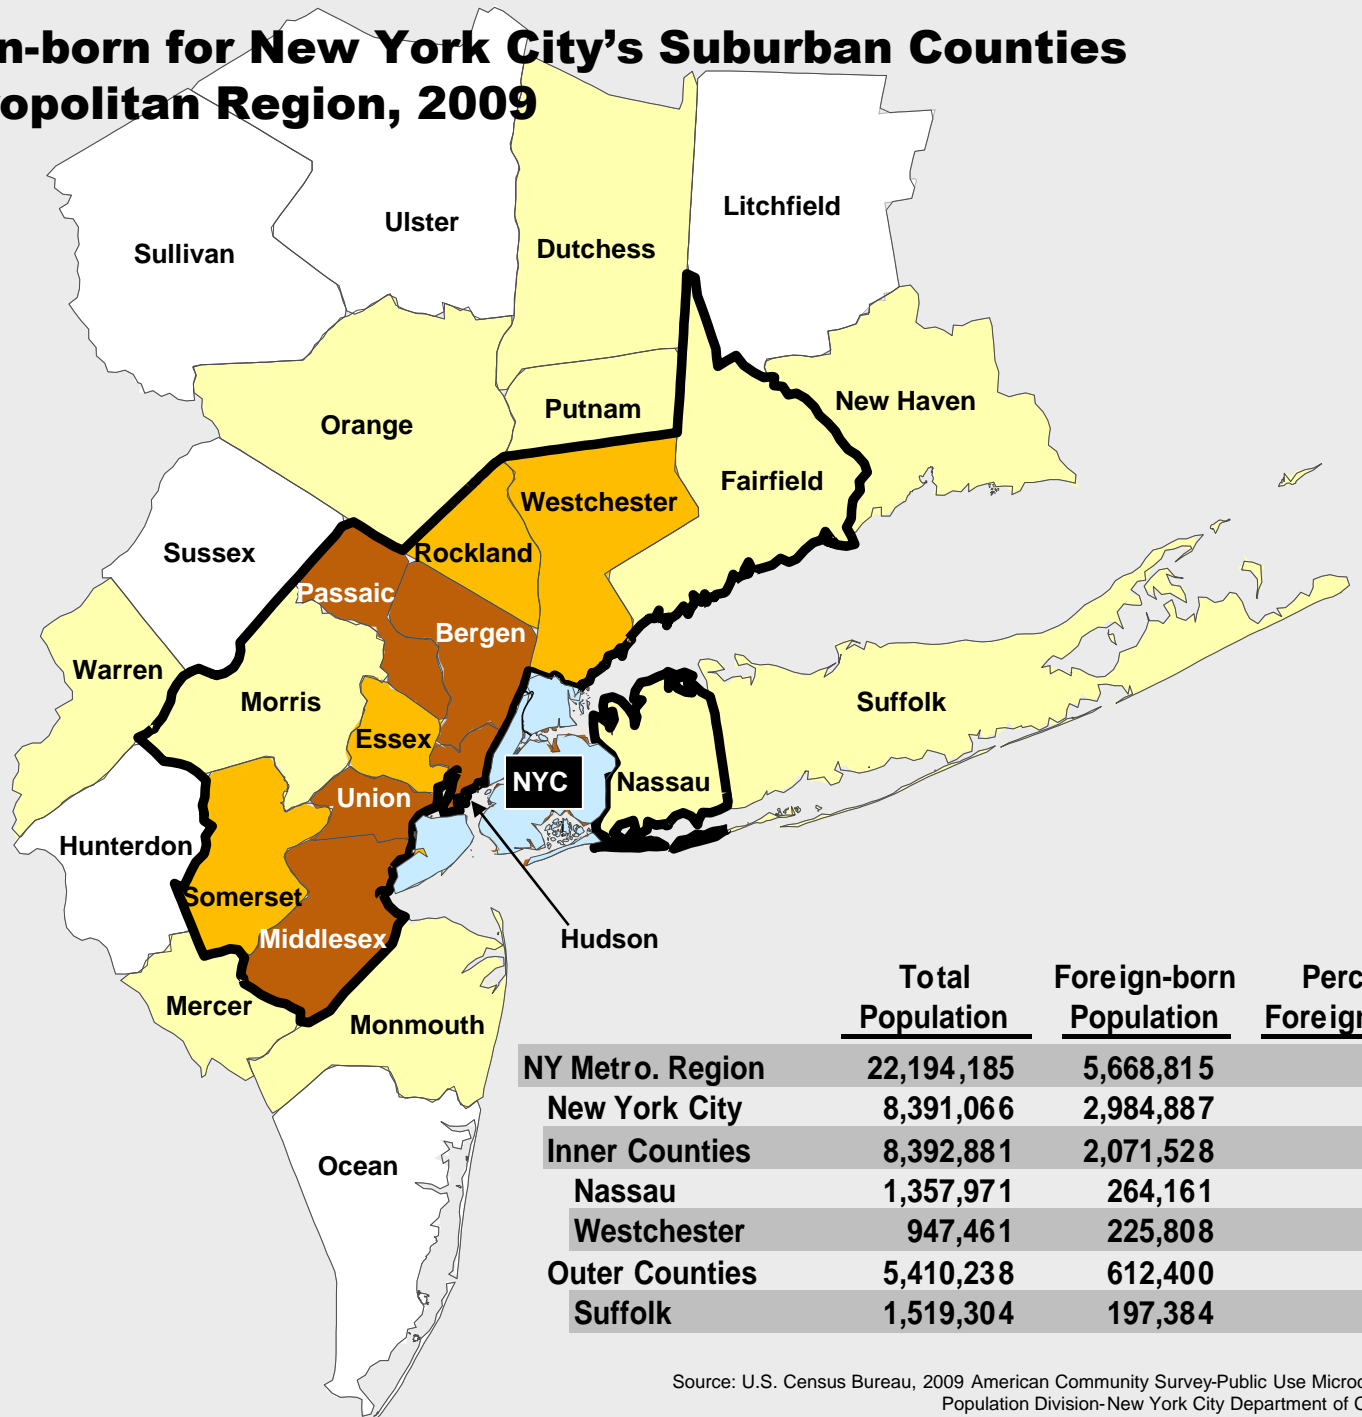 n-born for New York City's Suburban Counties
opolitan Region, 2009
Litchfield
Ulster
Sullivan
Dutchess
New Haven
Putnam
Orange
Fairfield
Westchester
Sussex
Rockland
Passaic
Bergen
Warren
Morris
Suffolk
Essex
NYC
Nassau
Union
Hunterdon
Somerset
Middlesex
Hudson
Mercer
Monmouth
Ocean
Total Foreign-born Perc
Population Population Foreign
NY Metro. Region 22,194,185 5,668,815
New York City 8,391,066 2,984,887
Inner Counties 8,392,881 2,071,528
Nassau 1,357,971 264,161
Westchester 947,461 225,808
Outer Counties 5,410,238 612,400
Suffolk 1,519,304 197,384
Source: U.S. Census Bureau, 2009 American Community Survey-Public Use Microd
Population Division-New York City Department of C